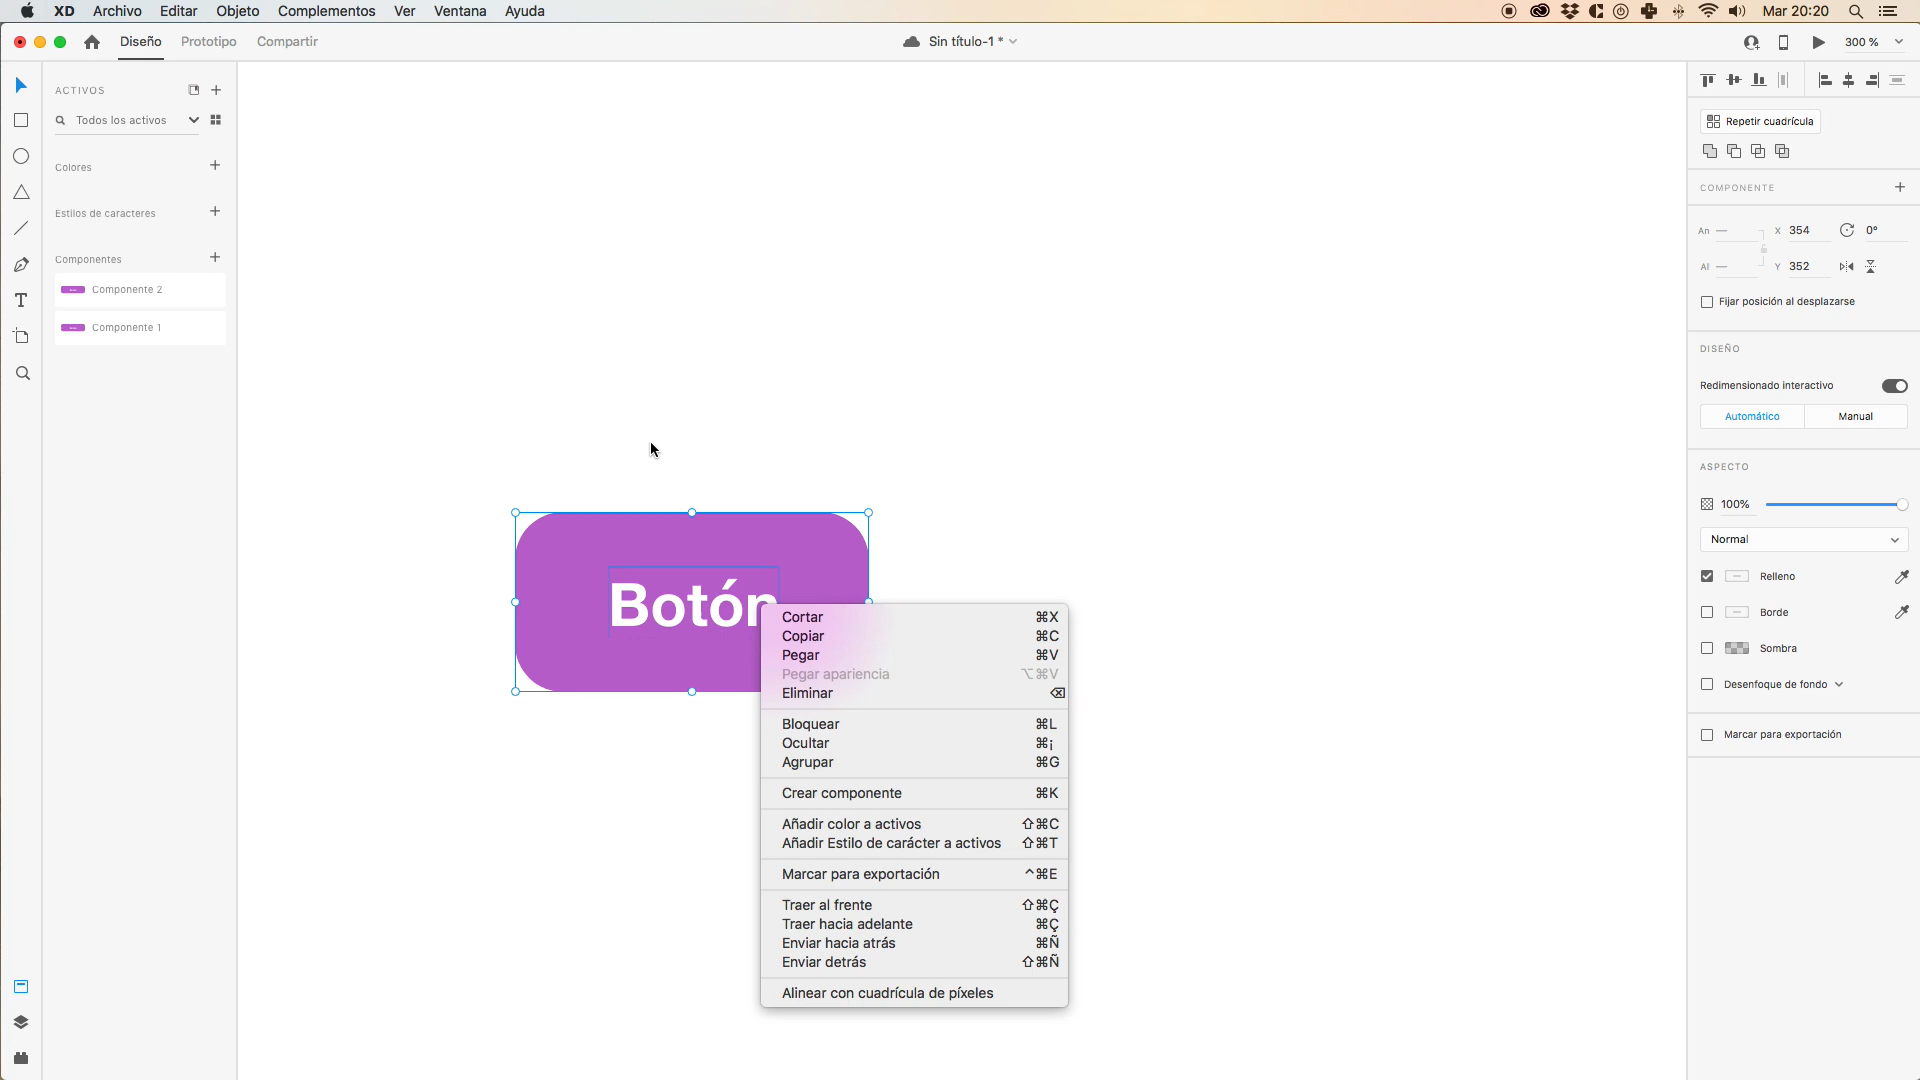 XD Archivo Editar Objeto Complementos Ver Ventana Ayuda Mar 20:20
Diseño Prototipo Compartir Sin título-1 * 300 %
ACTIVOS
Todos los activos
Colores
Estilos de caracteres
Componentes
Componente 2
Componente 1
Botón
Cortar ⌘X
Copiar ⌘C
Pegar ⌘V
Pegar apariencia ⌥⌘V
Eliminar ⌫
Bloquear ⌘L
Ocultar ⌘¡
Agrupar ⌘G
Crear componente ⌘K
Añadir color a activos ⇧⌘C
Añadir Estilo de carácter a activos ⇧⌘T
Marcar para exportación ^⌘E
Traer al frente ⇧⌘Ç
Traer hacia adelante ⌘Ç
Enviar hacia atrás ⌘Ñ
Enviar detrás ⇧⌘Ñ
Alinear con cuadrícula de píxeles
Repetir cuadrícula
COMPONENTE
An — X 354 0°
Al — Y 352
Fijar posición al desplazarse
DISEÑO
Redimensionado interactivo
Automático Manual
ASPECTO
100%
Normal
Relleno
Borde
Sombra
Desenfoque de fondo
Marcar para exportación